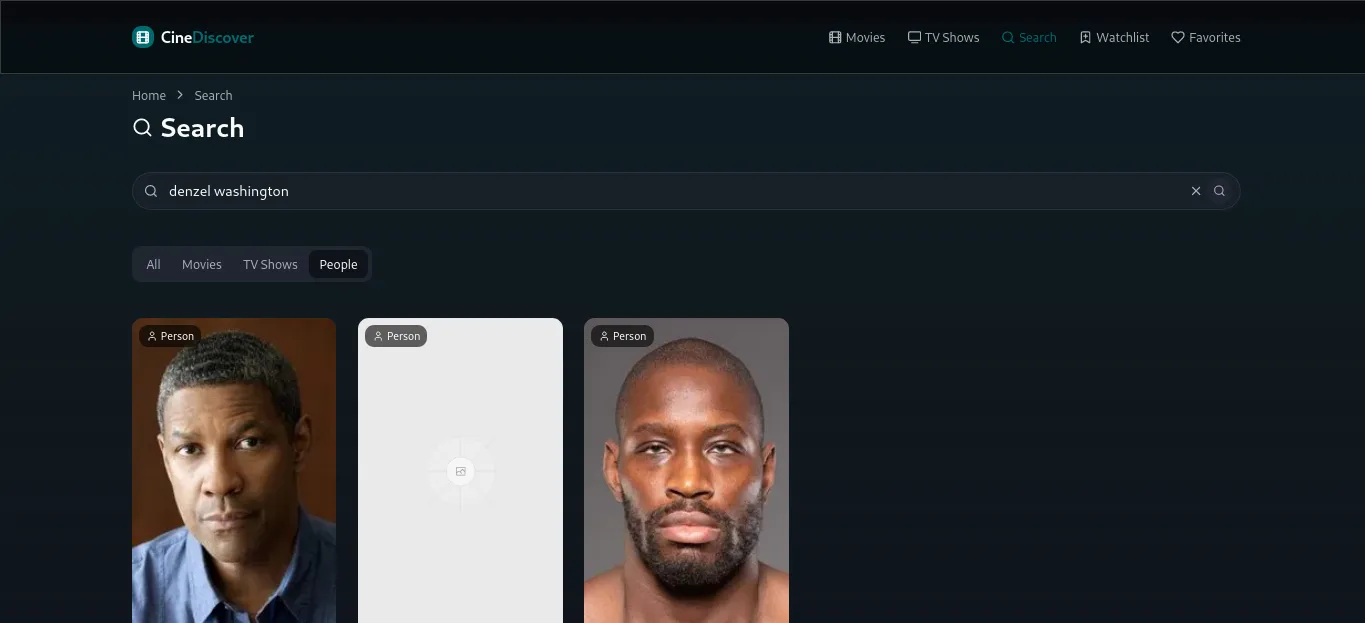 CineDiscover
Movies TV Shows Search Watchlist Favorites
Home > Search
Search
denzel washington
All Movies TV Shows People
Person Person Person